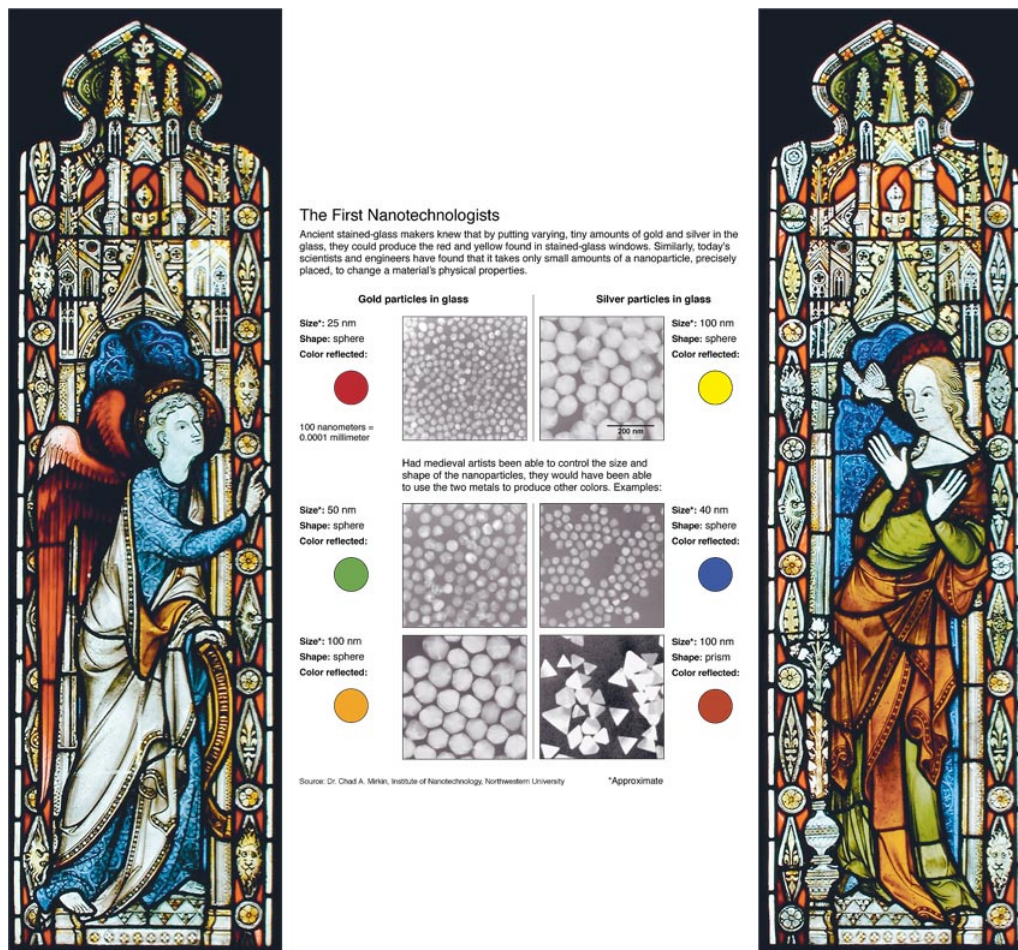 The First Nanotechnologists
Ancient stained-glass makers knew that by putting varying, tiny amounts of gold and silver in the
glass, they could produce the red and yellow found in stained-glass windows. Similarly, today's
scientists and engineers have found that it takes only small amounts of a nanoparticle, precisely
placed, to change a material's physical properties.
Gold particles in glass
Silver particles in glass
Size*: 25 nm
Shape: sphere
Color reflected:
100 nanometers =
0.0001 millimeter
200 nm
Size*: 100 nm
Shape: sphere
Color reflected:
Had medieval artists been able to control the size and
shape of the nanoparticles, they would have been able
to use the two metals to produce other colors. Examples:
Size*: 50 nm
Shape: sphere
Color reflected:
Size*: 40 nm
Shape: sphere
Color reflected:
Size*: 100 nm
Shape: sphere
Color reflected:
Size*: 100 nm
Shape: prism
Color reflected:
Source: Dr. Chad A. Mirkin, Institute of Nanotechnology, Northwestern University
*Approximate